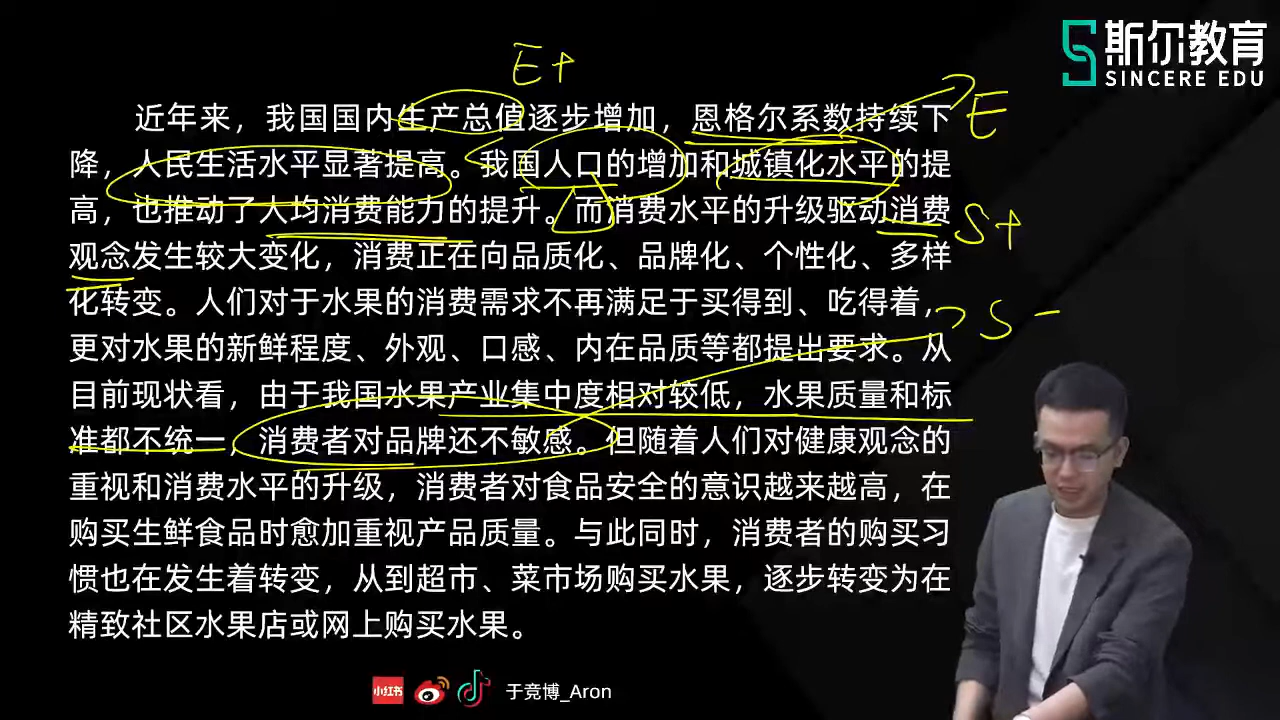 斯尔教育
SINCERE EDU
E+
近年来，我国国内生产总值逐步增加，恩格尔系数持续下
E
降，人民生活水平显著提高。我国人口的增加和城镇化水平的提
高，也推动了人均消费能力的提升。而消费水平的升级驱动消费
S+
观念发生较大变化，消费正在向品质化、品牌化、个性化、多样
化转变。人们对于水果的消费需求不再满足于买得到、吃得着，
S-
更对水果的新鲜程度、外观、口感、内在品质等都提出要求。从
目前现状看，由于我国水果产业集中度相对较低，水果质量和标
准都不统一，消费者对品牌还不敏感。但随着人们对健康观念的
重视和消费水平的升级，消费者对食品安全的意识越来越高，在
购买生鲜食品时愈加重视产品质量。与此同时，消费者的购买习
惯也在发生着转变，从到超市、菜市场购买水果，逐步转变为在
精致社区水果店或网上购买水果。
小红书
于竞博_Aron